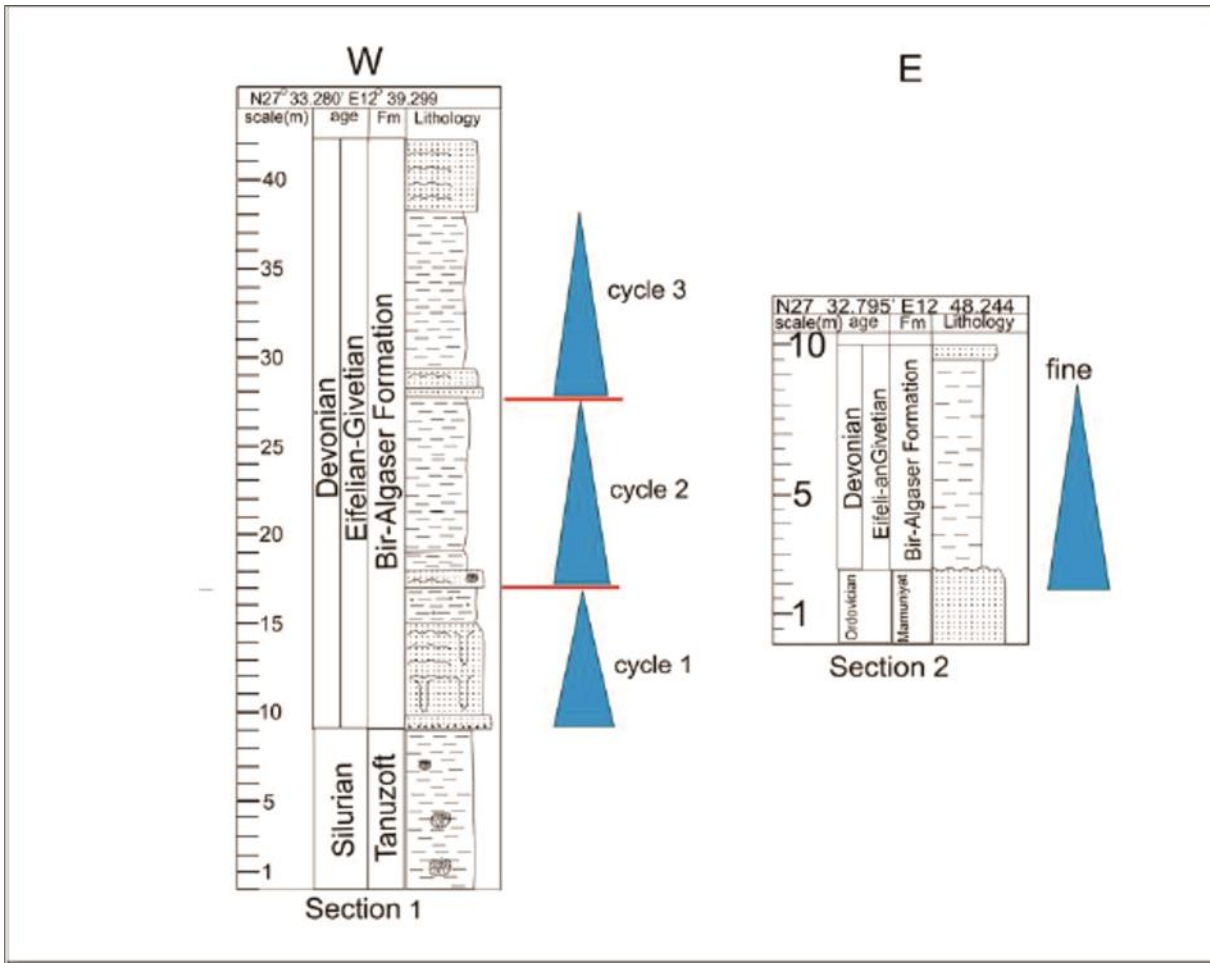 W
N27° 33.280' E12° 39.299
scale(m) age Fm Lithology
40
35
30
25
20
15
10
5
1
Devonian
Eifelian-Givetian
Bir-Algaser Formation
Silurian
Tanuzoft
cycle 3
cycle 2
cycle 1
Section 1
E
N27 32.795' E12 48.244
scale(m) age Fm Lithology
10
5
1
Devonian
Eifeli-anGivetian
Bir-Algaser Formation
Ordovician
Mamuniyat
fine
Section 2